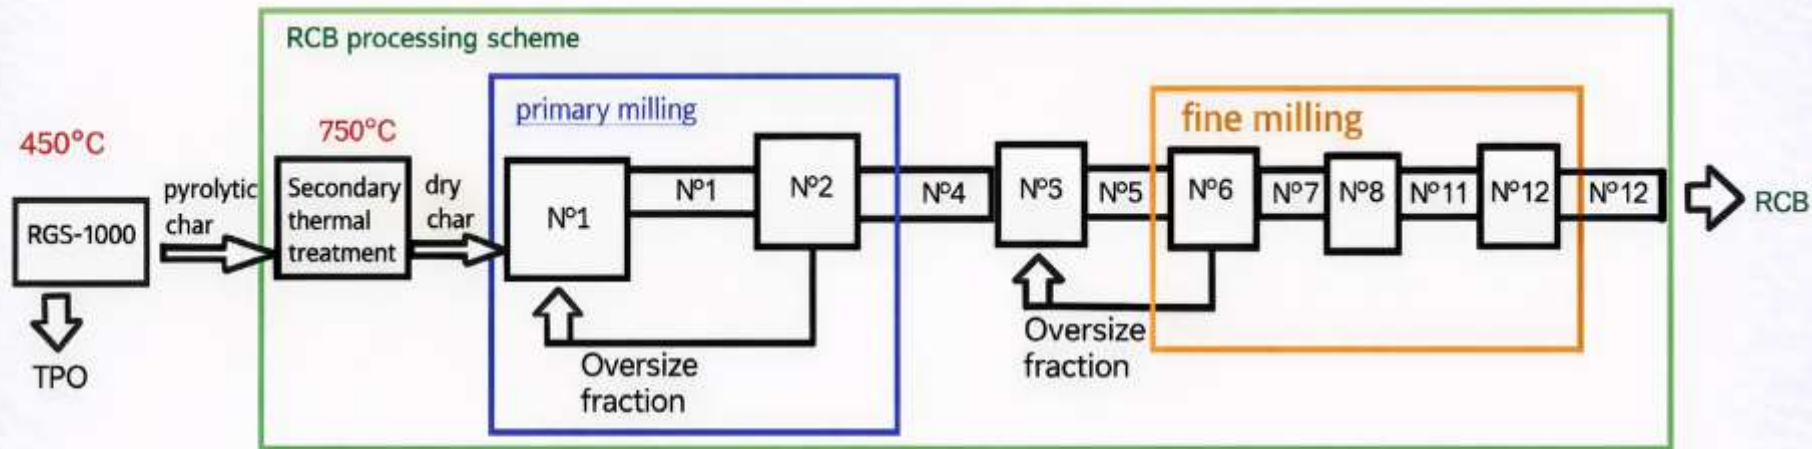 RCB processing scheme
primary milling
fine milling
450°C
750°C
pyrolytic
char
dry
char
RGS-1000
Secondary
thermal
treatment
Nº1
Nº1
Nº2
Nº4
Nº3
Nº5
Nº6
Nº7
Nº8
Nº11
Nº12
Nº12
RCB
TPO
Oversize
fraction
Oversize
fraction